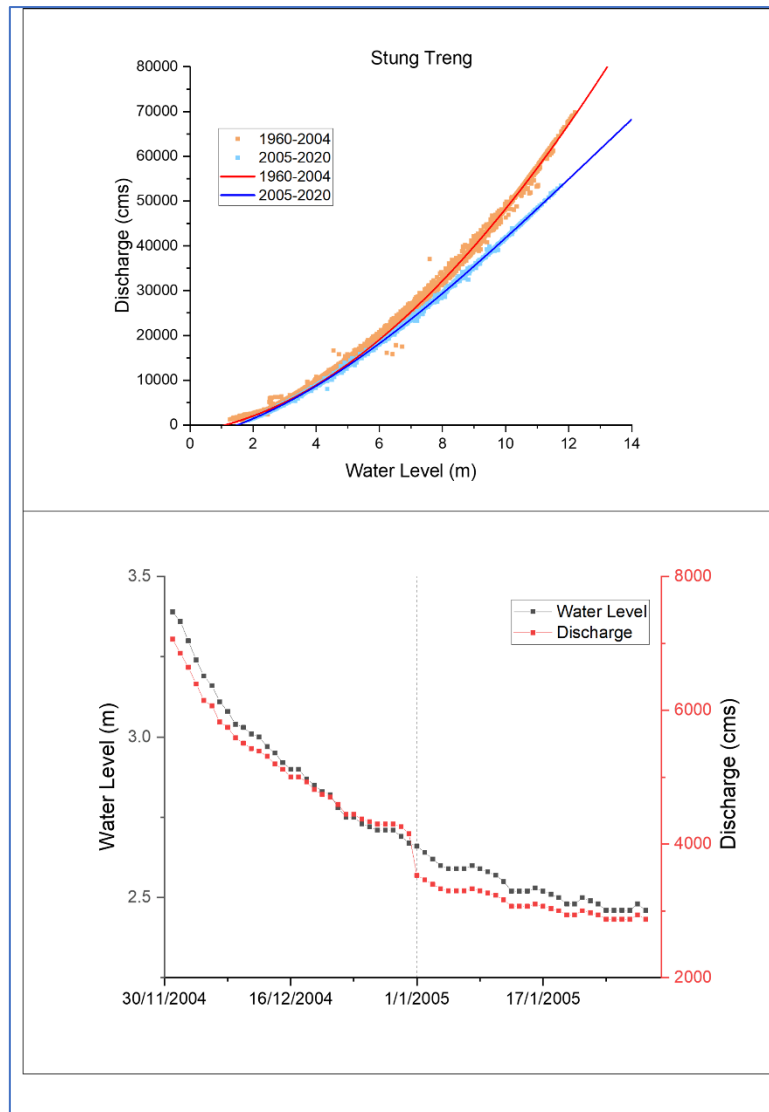 Stung Treng
80000
70000
60000
50000
40000
30000
20000
10000
0
Discharge (cms)
1960-2004
2005-2020
1960-2004
2005-2020
0 2 4 6 8 10 12 14
Water Level (m)
3.5
3.0
2.5
Water Level (m)
Water Level
Discharge
8000
6000
4000
2000
Discharge (cms)
30/11/2004 16/12/2004 1/1/2005 17/1/2005